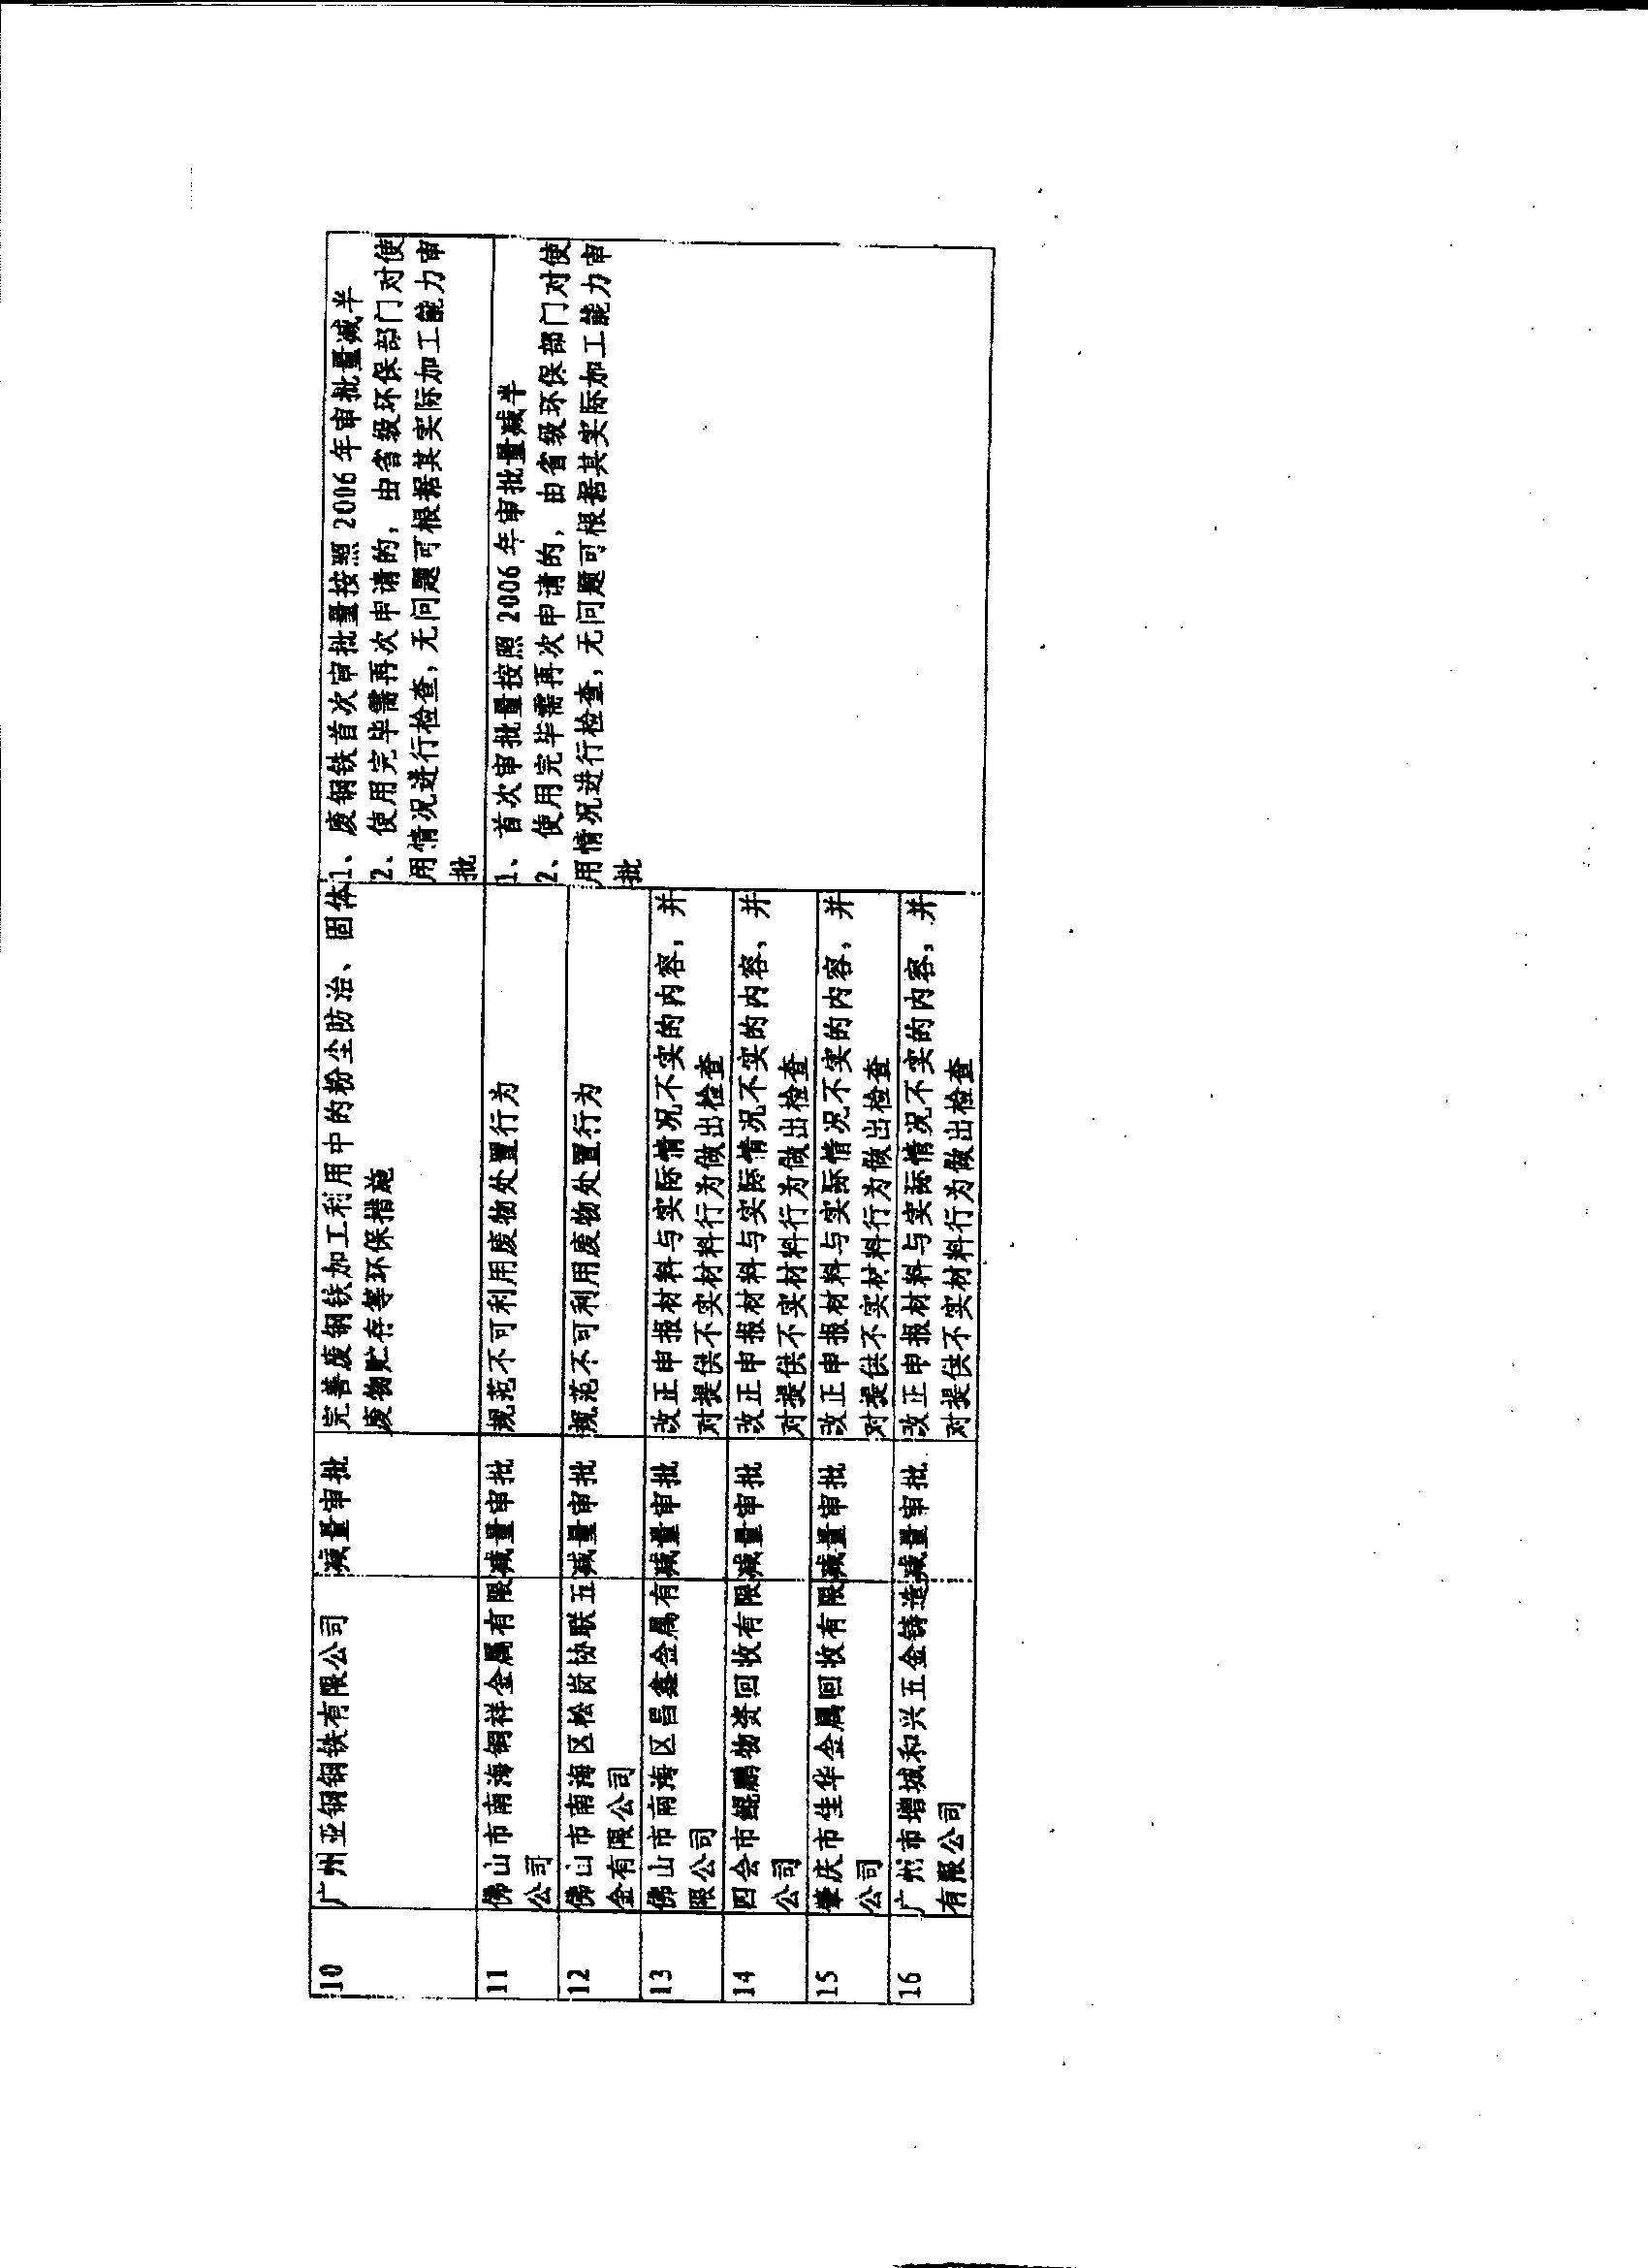 10
广州亚钢钢铁有限公司
减量审批
完善废钢铁加工利用中的粉尘防治、固体
废物贮存等环保措施
1、废钢铁首次审批量按照 2006 年审批量减半
2、使用完毕需再次申请的，由省级环保部门对使
用情况进行检查，无问题可根据其实际加工能力审
批
11
佛山市南海铜祥金属有限
公司
减量审批
规范不可利用废物处置行为
1、首次审批量按照 2006 年审批量减半
2、使用完毕需再次申请的，由省级环保部门对使
用情况进行检查，无问题可根据其实际加工能力审
批
12
佛山市南海区松岗协联五
金有限公司
减量审批
规范不可利用废物处置行为
13
佛山市南海区昌鑫金属有
限公司
减量审批
改正申报材料与实际情况不实的内容，并
对提供不实材料行为做出检查
14
四会市鲲鹏物资回收有限
公司
减量审批
改正申报材料与实际情况不实的内容，并
对提供不实材料行为做出检查
15
肇庆市佳华金属回收有限
公司
减量审批
改正申报材料与实际情况不实的内容，并
对提供不实材料行为做出检查
16
广州市增城和兴五金铸造
有限公司
减量审批
改正申报材料与实际情况不实的内容，并
对提供不实材料行为做出检查